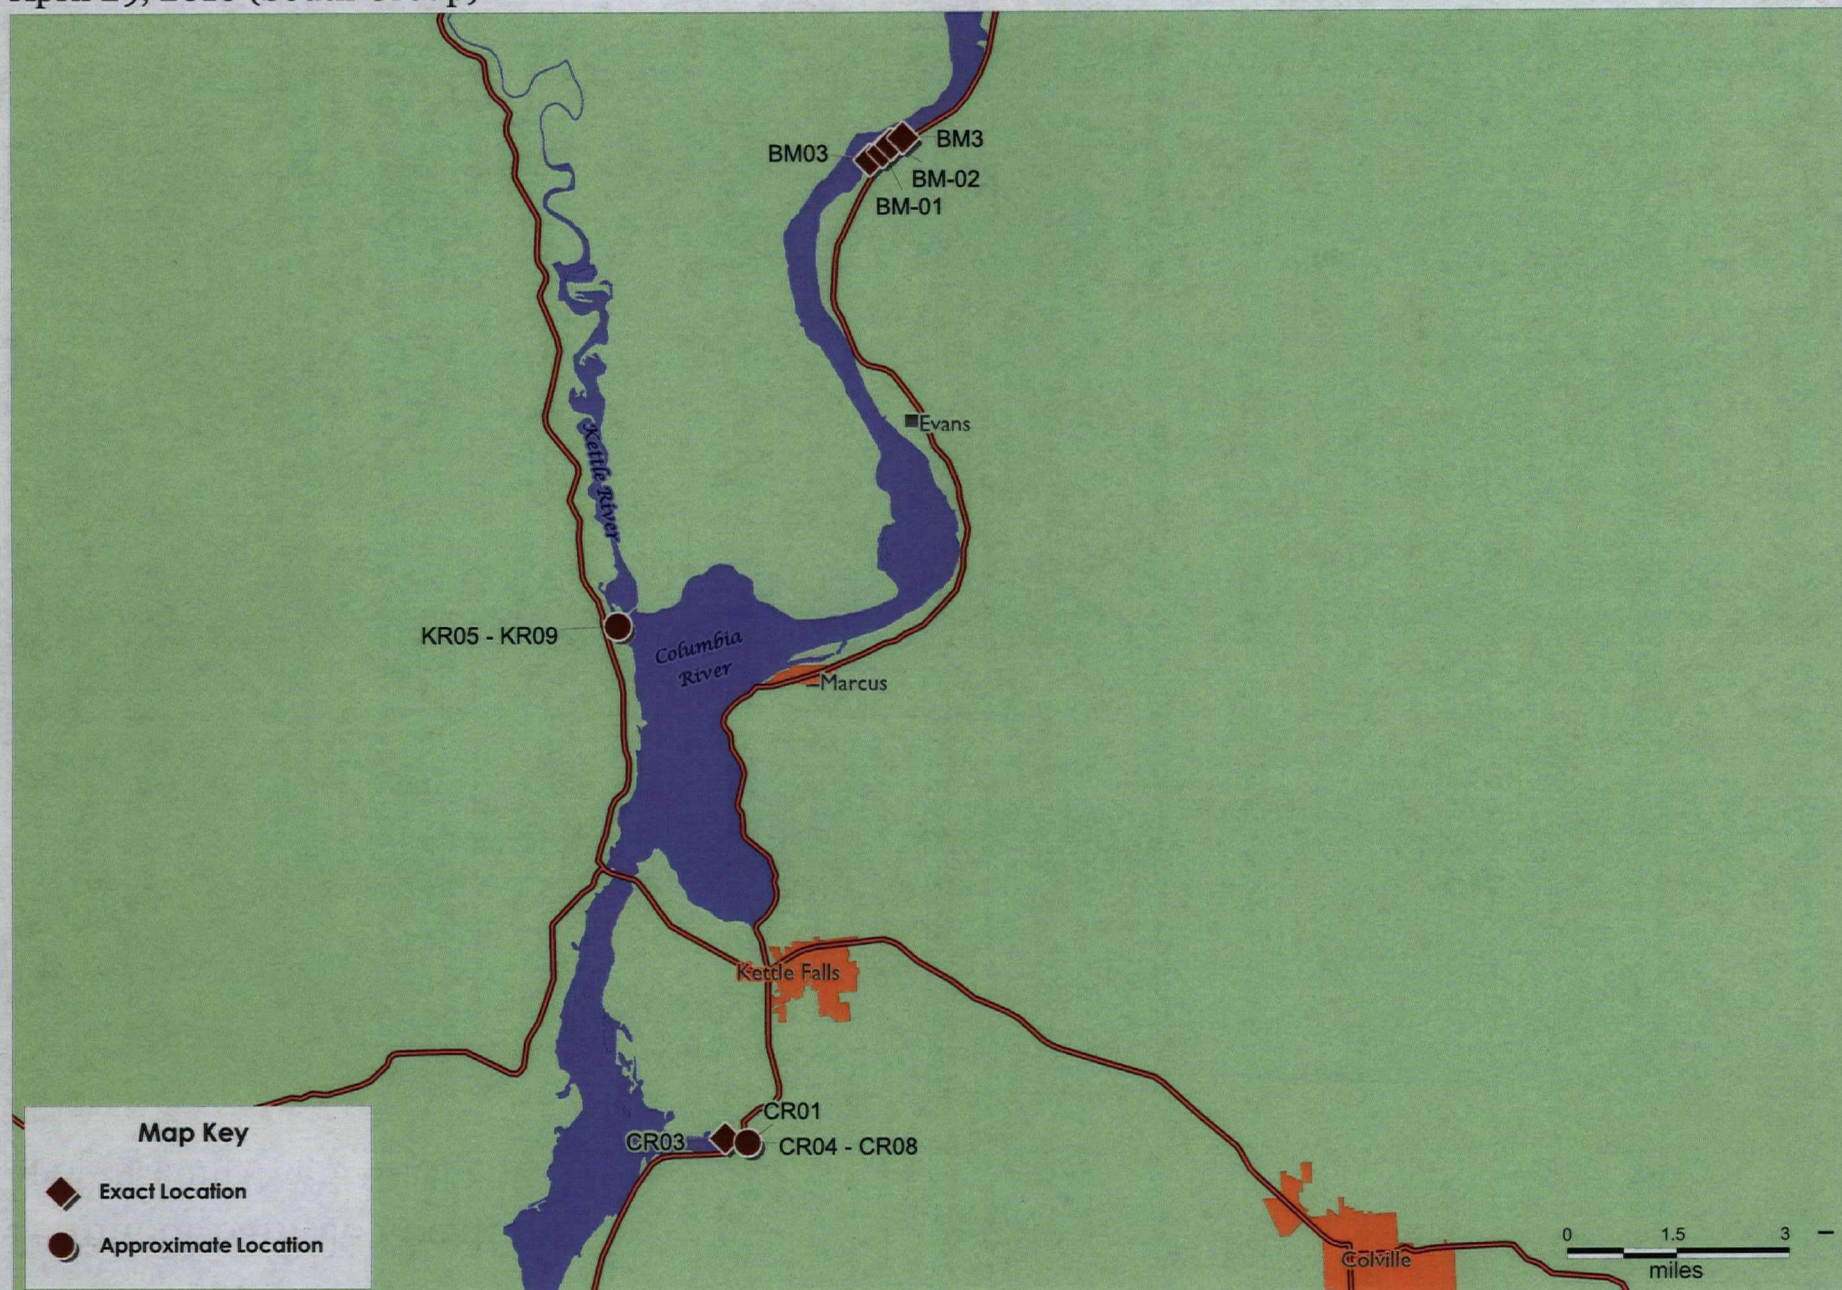 BM3
BM03
BM-02
BM-01
Evans
Kettle River
KR05 - KR09
Columbia
River
Marcus
Kettle Falls
CR01
CR03
CR04 - CR08
Map Key
Exact Location
Approximate Location
Colville
0 1.5 3
miles